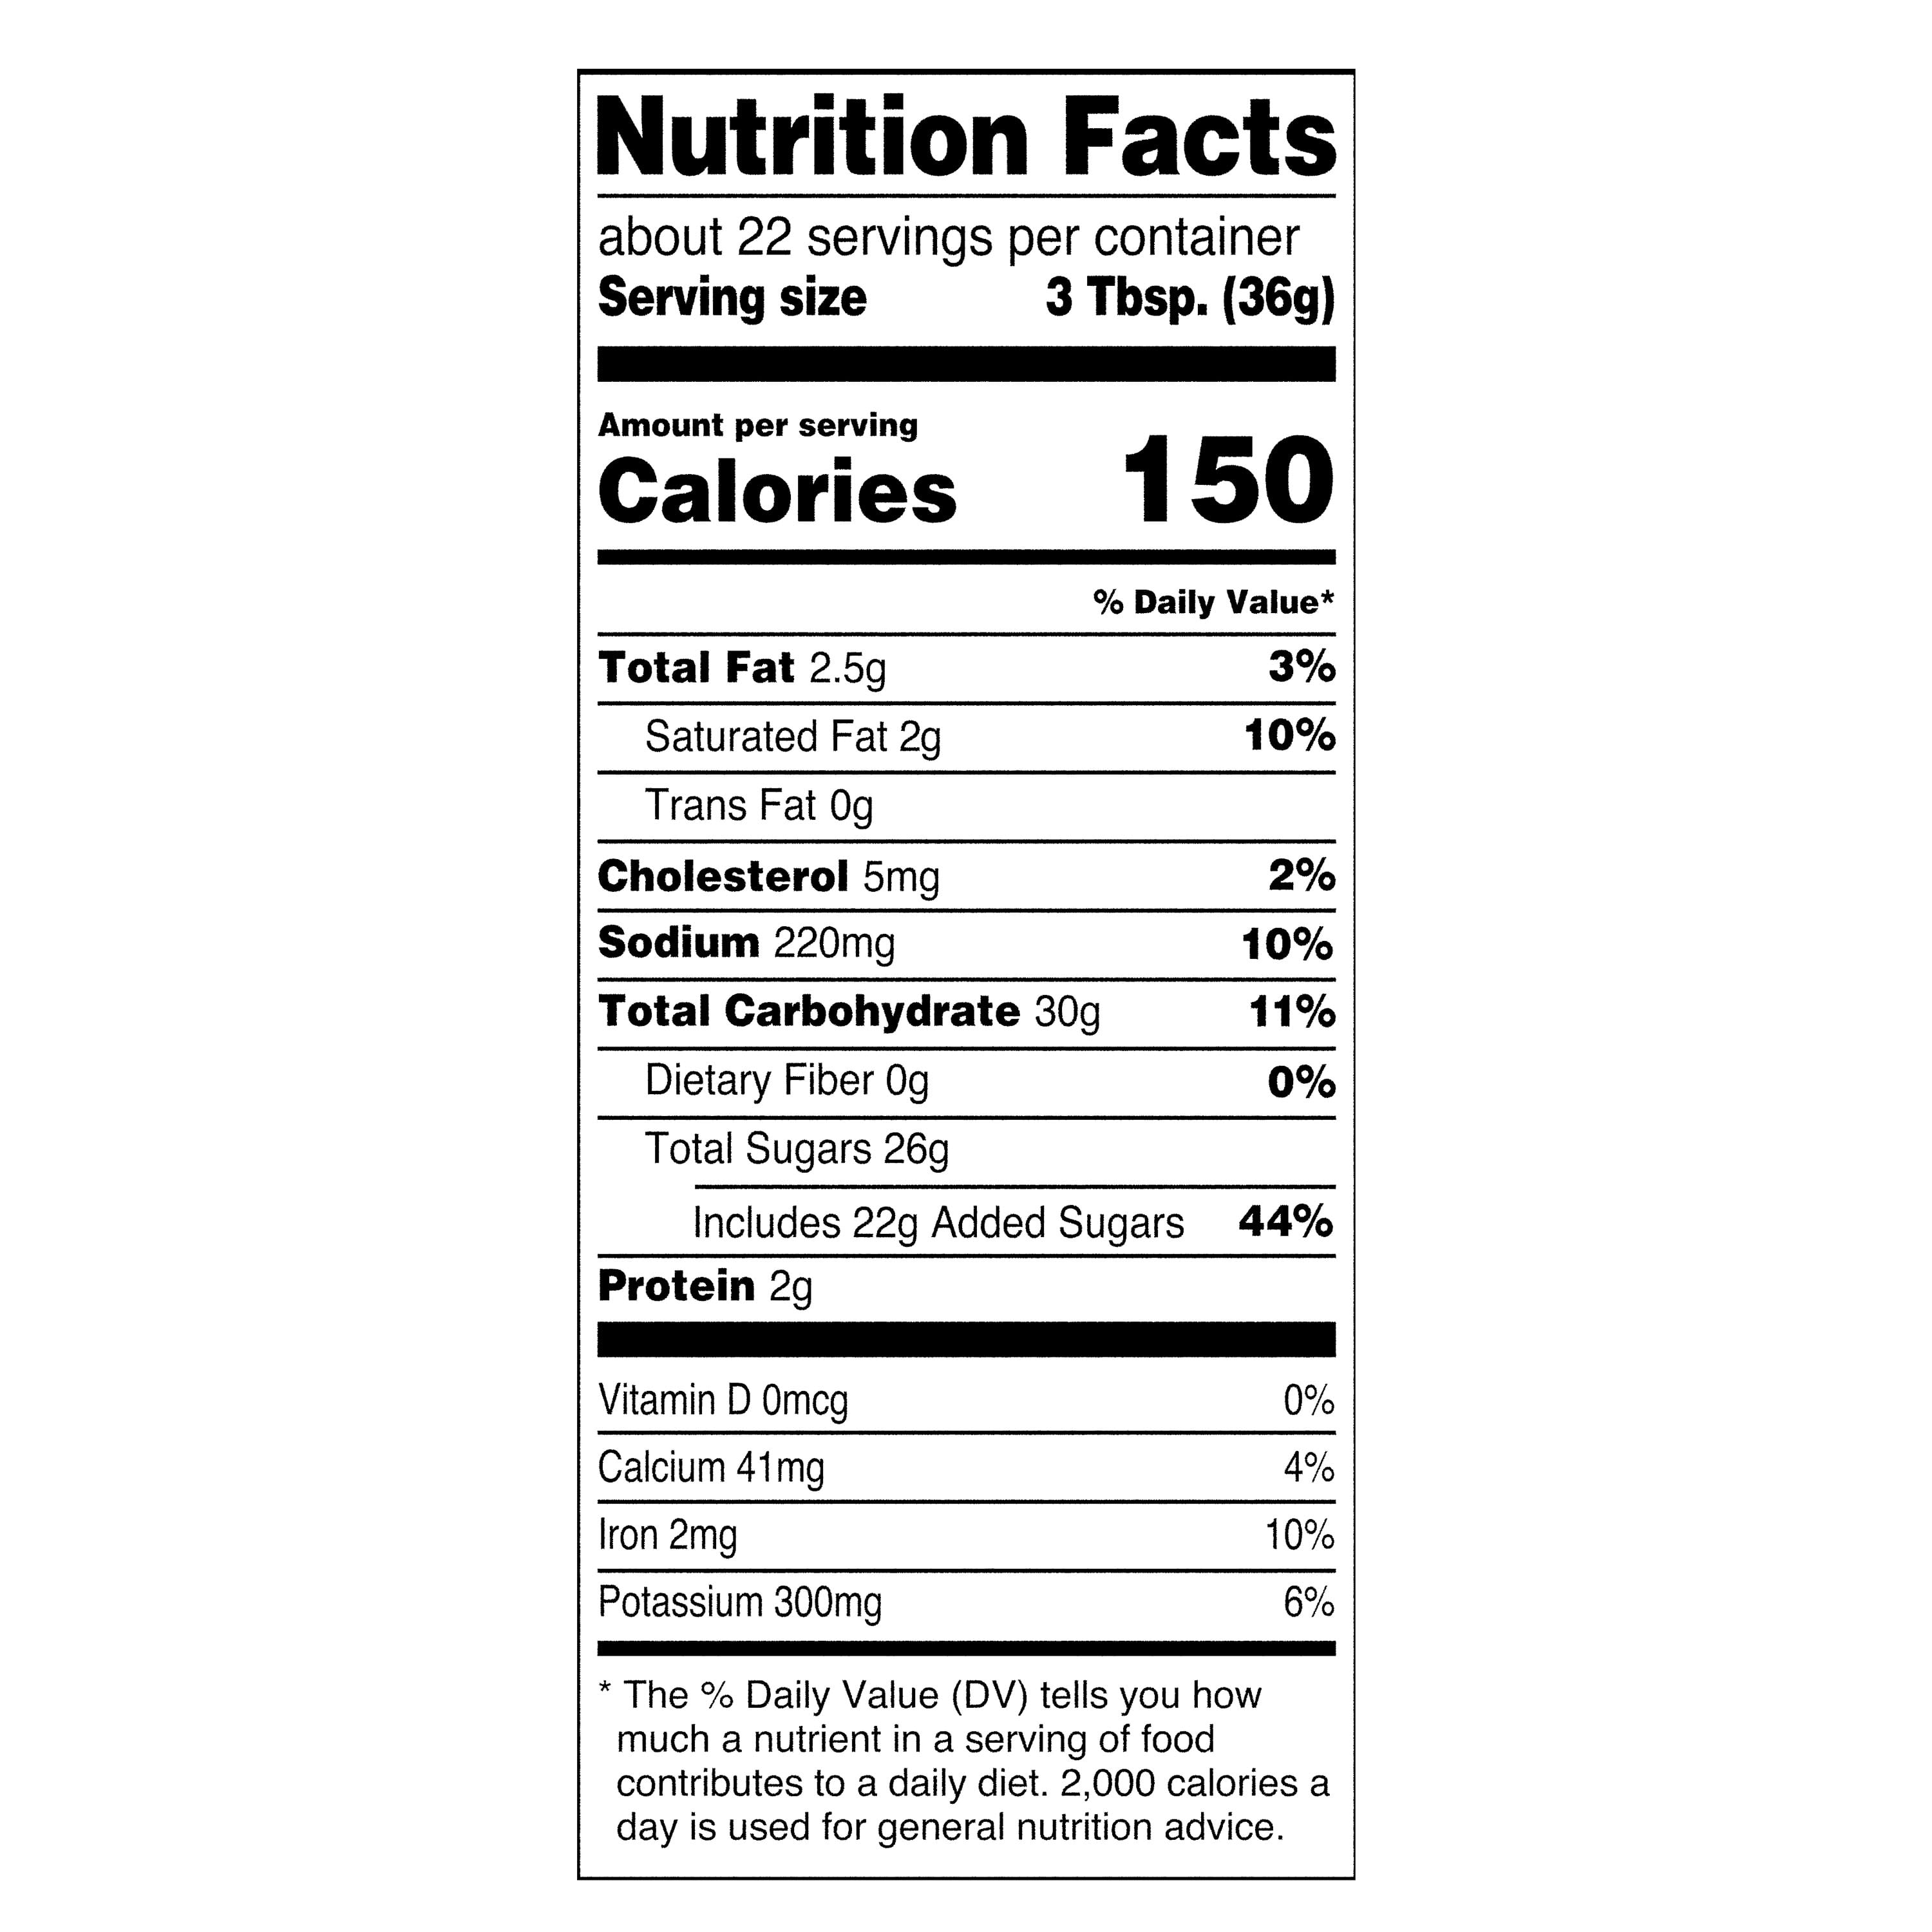 Nutrition Facts
about 22 servings per container
Serving size 3 Tbsp. (36g)
Amount per serving
Calories 150
% Daily Value*
Total Fat 2.5g 3%
Saturated Fat 2g 10%
Trans Fat 0g
Cholesterol 5mg 2%
Sodium 220mg 10%
Total Carbohydrate 30g 11%
Dietary Fiber 0g 0%
Total Sugars 26g
Includes 22g Added Sugars 44%
Protein 2g
Vitamin D 0mcg 0%
Calcium 41mg 4%
Iron 2mg 10%
Potassium 300mg 6%
* The % Daily Value (DV) tells you how
much a nutrient in a serving of food
contributes to a daily diet. 2,000 calories a
day is used for general nutrition advice.